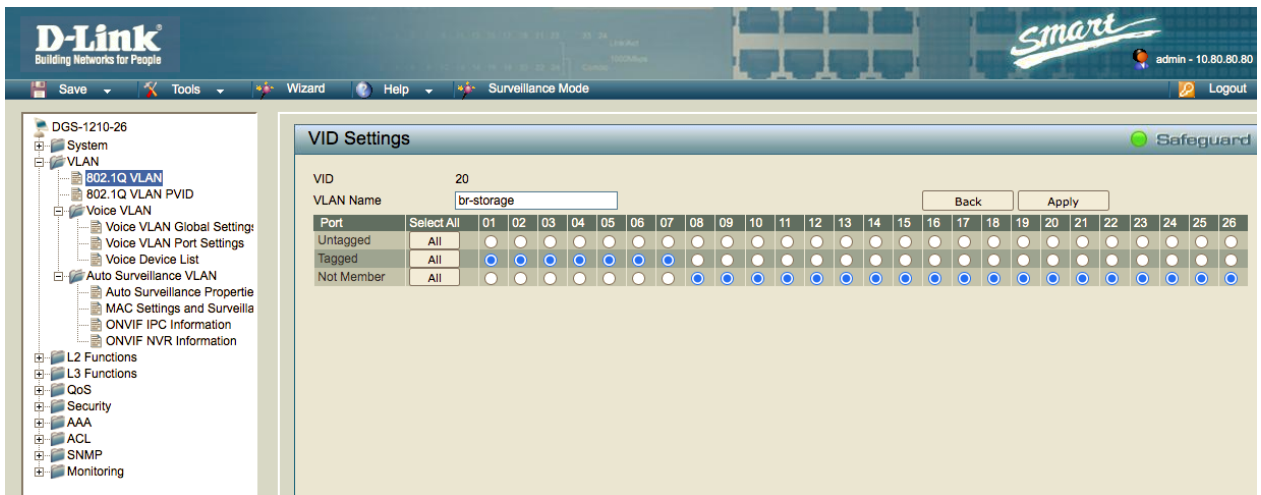 D-Link
Building Networks for People
smart
admin - 10.80.80.80
Save Tools Wizard Help Surveillance Mode Logout
DGS-1210-26
System
VLAN
802.1Q VLAN
802.1Q VLAN PVID
Voice VLAN
Voice VLAN Global Settings
Voice VLAN Port Settings
Voice Device List
Auto Surveillance VLAN
Auto Surveillance Propertie
MAC Settings and Surveilla
ONVIF IPC Information
ONVIF NVR Information
L2 Functions
L3 Functions
QoS
Security
AAA
ACL
SNMP
Monitoring
VID Settings
Safeguard
VID 20
VLAN Name br-storage Back Apply
Port Select All 01 02 03 04 05 06 07 08 09 10 11 12 13 14 15 16 17 18 19 20 21 22 23 24 25 26
Untagged All
Tagged All
Not Member All